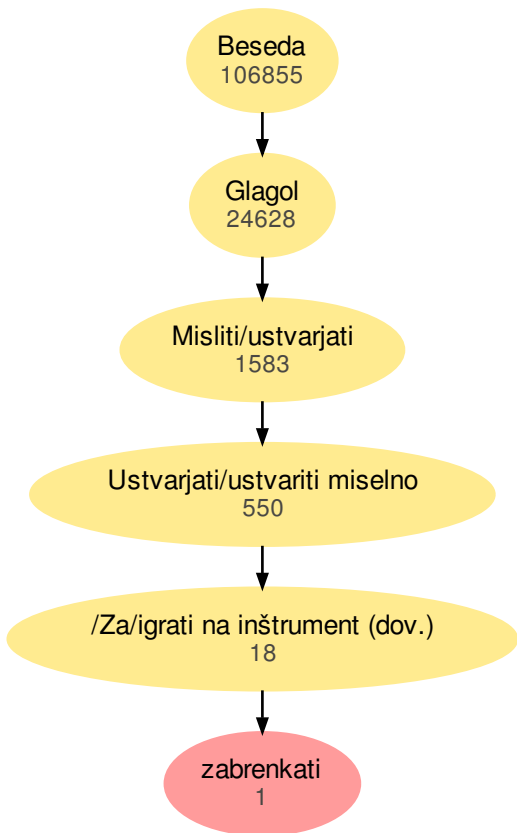 Beseda
106855
Glagol
24628
Misliti/ustvarjati
1583
Ustvarjati/ustvariti miselno
550
/Za/igrati na inštrument (dov.)
18
zabrenkati
1